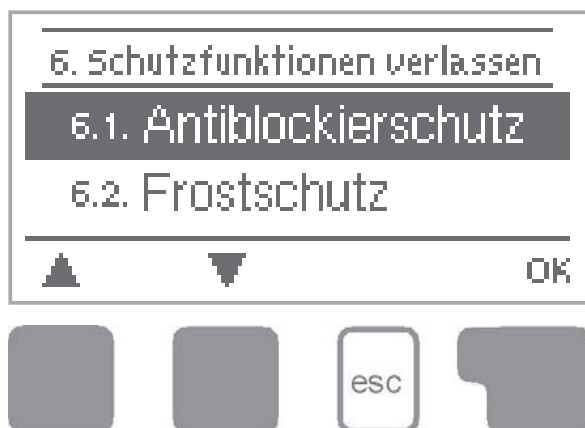 6. Schutzfunktionen verlassen
6.1. Antiblockierschutz
6.2. Frostschutz
OK
esc